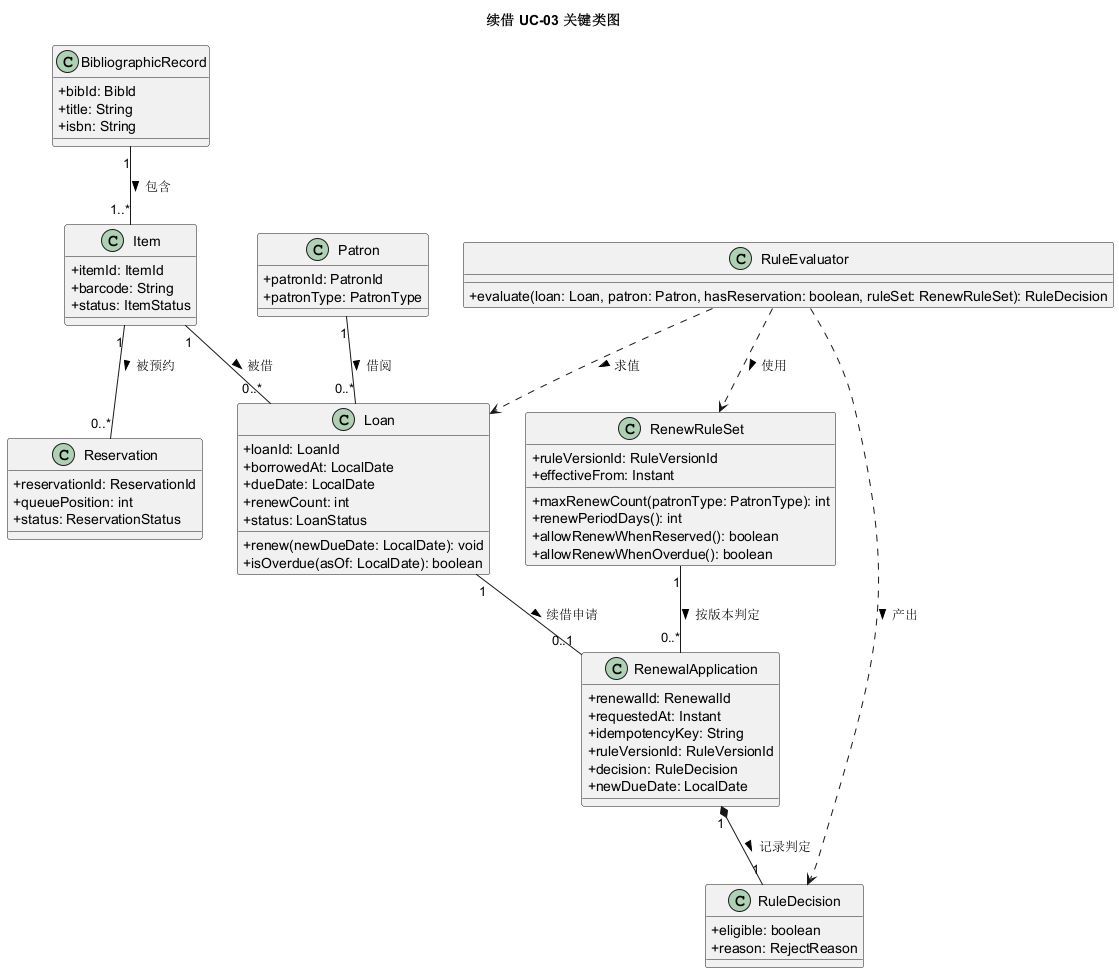 续借 UC-03 关键类图
C BibliographicRecord
+bibId: BibId
+title: String
+isbn: String
1
包含
1..*
C Item
+itemId: ItemId
+barcode: String
+status: ItemStatus
C Patron
+patronId: PatronId
+patronType: PatronType
C RuleEvaluator
+evaluate(loan: Loan, patron: Patron, hasReservation: boolean, ruleSet: RenewRuleSet): RuleDecision
1
被预约
0..*
1
被借
0..*
1
借阅
0..*
求值
使用
产出
C Reservation
+reservationId: ReservationId
+queuePosition: int
+status: ReservationStatus
C Loan
+loanId: LoanId
+borrowedAt: LocalDate
+dueDate: LocalDate
+renewCount: int
+status: LoanStatus
+renew(newDueDate: LocalDate): void
+isOverdue(asOf: LocalDate): boolean
C RenewRuleSet
+ruleVersionId: RuleVersionId
+effectiveFrom: Instant
+maxRenewCount(patronType: PatronType): int
+renewPeriodDays(): int
+allowRenewWhenReserved(): boolean
+allowRenewWhenOverdue(): boolean
1
续借申请
0..1
1
按版本判定
0..*
C RenewalApplication
+renewalId: RenewalId
+requestedAt: Instant
+idempotencyKey: String
+ruleVersionId: RuleVersionId
+decision: RuleDecision
+newDueDate: LocalDate
1
记录判定
1
C RuleDecision
+eligible: boolean
+reason: RejectReason